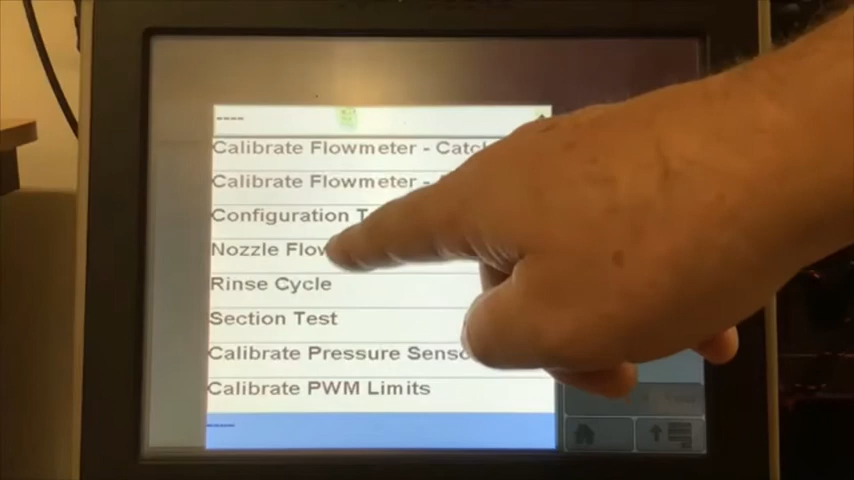 ----
Calibrate Flowmeter - Catch
Calibrate Flowmeter -
Configuration
Nozzle Flow
Rinse Cycle
Section Test
Calibrate Pressure Senso
Calibrate PWM Limits
----